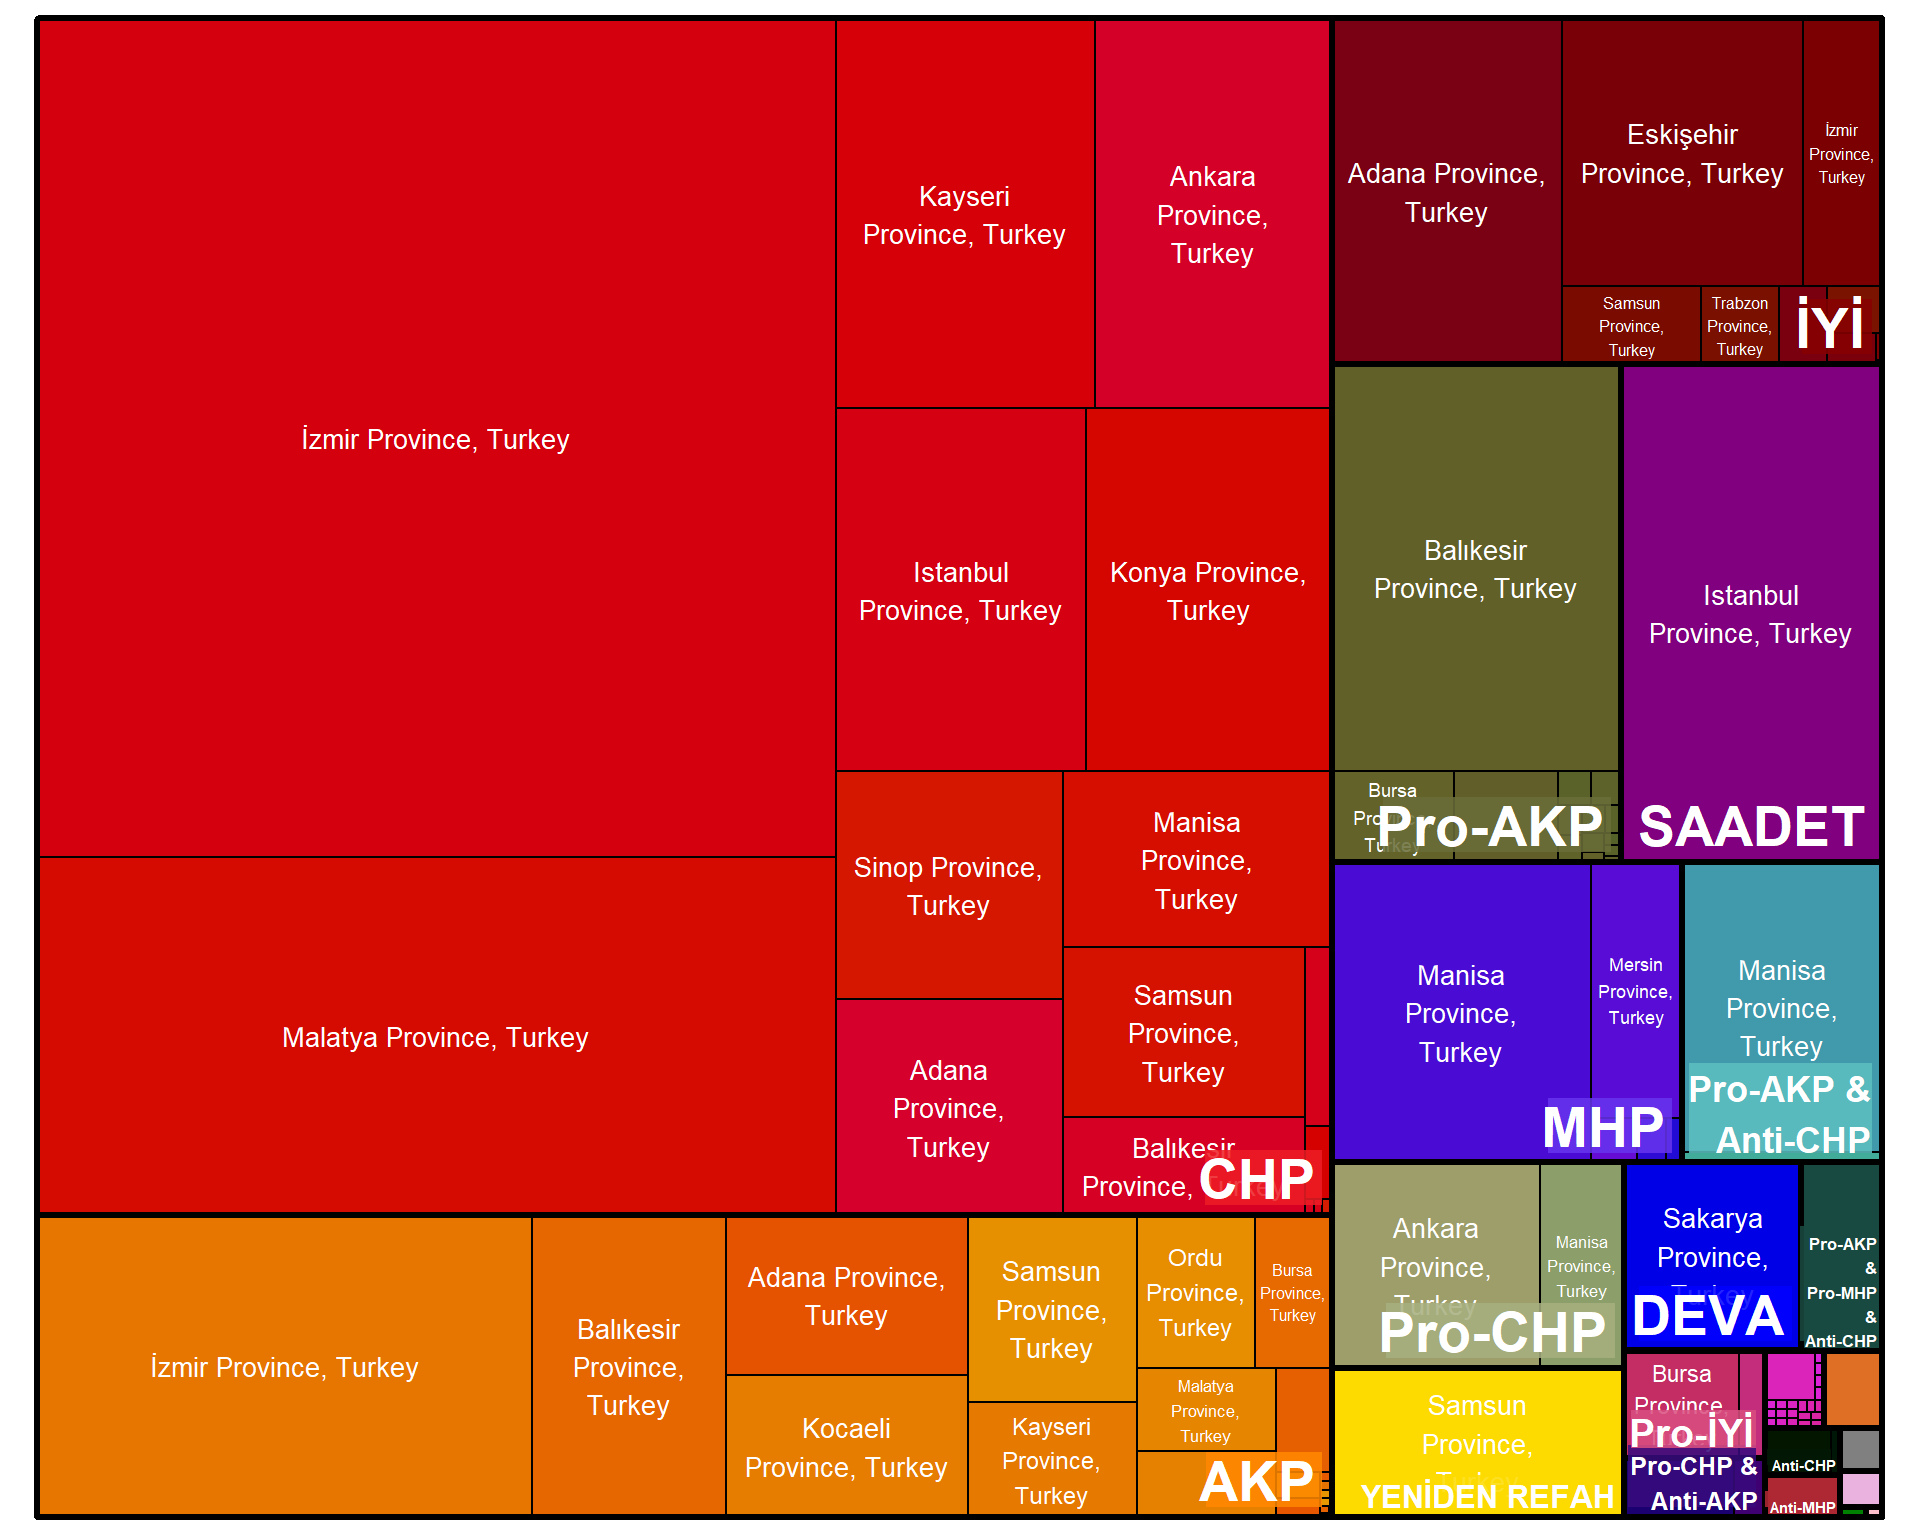 İzmir Province, Turkey
Malatya Province, Turkey
Kayseri
Province, Turkey
Ankara
Province,
Turkey
Istanbul
Province, Turkey
Konya Province,
Turkey
Sinop Province,
Turkey
Manisa
Province,
Turkey
Adana
Province,
Turkey
Samsun
Province,
Turkey
Balıkesir
Province,
CHP
İzmir Province, Turkey
Balıkesir
Province,
Turkey
Adana Province,
Turkey
Kocaeli
Province, Turkey
Samsun
Province,
Turkey
Kayseri
Province,
Turkey
Ordu
Province,
Turkey
Bursa
Province,
Turkey
Malatya
Province,
Turkey
AKP
Adana Province,
Turkey
Eskişehir
Province, Turkey
İzmir
Province,
Turkey
Samsun
Province,
Turkey
Trabzon
Province,
Turkey
İYİ
Balıkesir
Province, Turkey
Bursa
Pro-AKP
Istanbul
Province, Turkey
SAADET
Manisa
Province,
Turkey
Mersin
Province,
Turkey
MHP
Manisa
Province,
Turkey
Pro-AKP &
Anti-CHP
Ankara
Province,
Turkey
Manisa
Province,
Turkey
Pro-CHP
Sakarya
Province,
Turkey
DEVA
Pro-AKP
&
Pro-MHP
&
Anti-CHP
Samsun
Province,
YENİDEN REFAH
Bursa
Province,
Pro-İYİ
Pro-CHP &
Anti-AKP
Anti-CHP
Anti-MHP